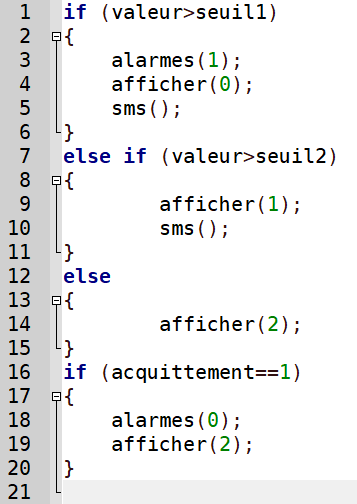 1 if (valeur>seuil1)
2 {
3 alarmes(1);
4 afficher(0);
5 sms();
6 }
7 else if (valeur>seuil2)
8 {
9 afficher(1);
10 sms();
11 }
12 else
13 {
14 afficher(2);
15 }
16 if (acquittement==1)
17 {
18 alarmes(0);
19 afficher(2);
20 }
21